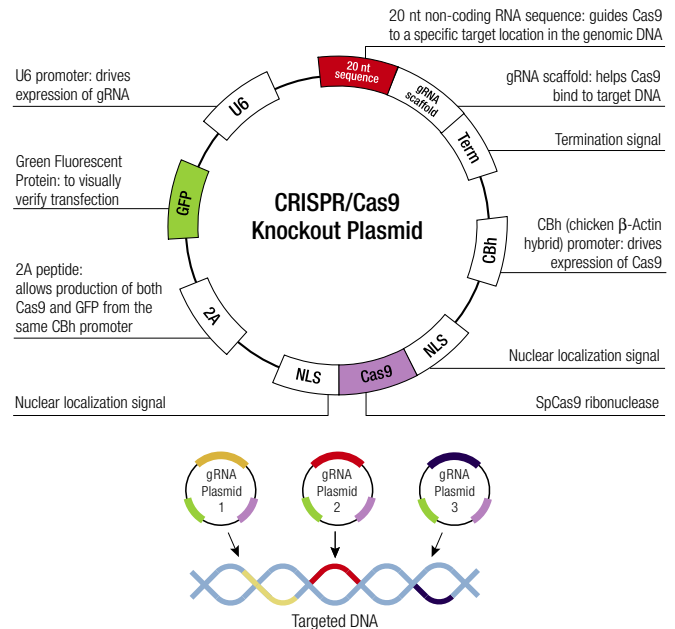 20 nt non-coding RNA sequence: guides Cas9
to a specific target location in the genomic DNA
U6 promoter: drives
expression of gRNA
20 nt
sequence
gRNA scaffold: helps Cas9
bind to target DNA
U6
gRNA
scaffold
Term
Termination signal
Green Fluorescent
Protein: to visually
verify transfection
GFP
CRISPR/Cas9
Knockout Plasmid
CBh
CBh (chicken β-Actin
hybrid) promoter: drives
expression of Cas9
2A peptide:
allows production of both
Cas9 and GFP from the
same CBh promoter
2A
NLS
Cas9
NLS
Nuclear localization signal
Nuclear localization signal
SpCas9 ribonuclease
gRNA
Plasmid
1
gRNA
Plasmid
2
gRNA
Plasmid
3
Targeted DNA